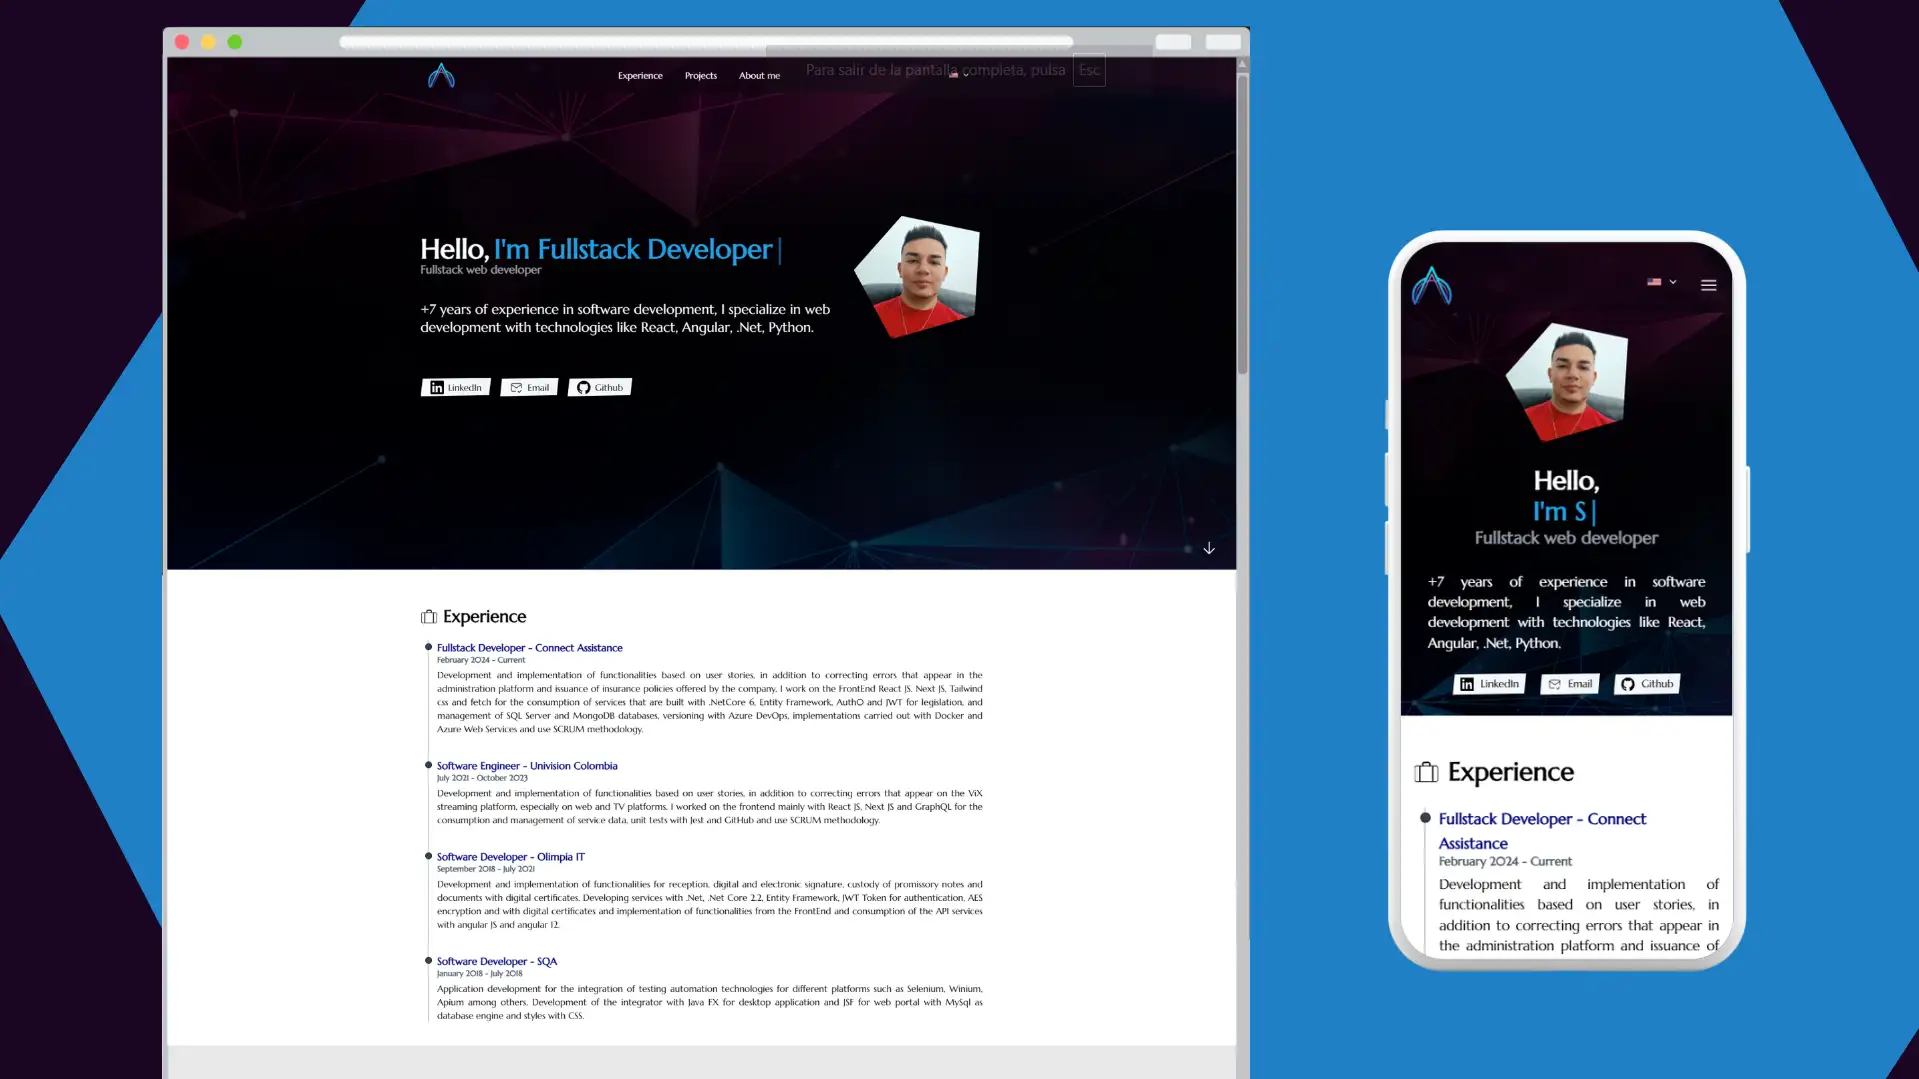 Experience Projects About me
Para salir de la pantalla completa, pulsa Esc
Hello, I'm Fullstack Developer
Fullstack web developer
+7 years of experience in software development, I specialize in web
development with technologies like React, Angular, .Net, Python.
LinkedIn Email Github
Experience
Fullstack Developer - Connect Assistance
February 2024 - Current
Development and implementation of functionalities based on user stories, in addition to correcting errors that appear in the
administration platform and issuance of insurance policies offered by the company, I work on the FrontEnd React JS, Next JS, Tailwind
css and fetch for the consumption of services that are built with .NetCore 6, Entity Framework, AuthO and JWT for legislation, and
management of SQL Server and MongoDB databases, versioning with Azure DevOps, implementations carried out with Docker and
Azure Web Services and use SCRUM methodology.
Software Engineer - Univision Colombia
July 2021 - October 2023
Development and implementation of functionalities based on user stories, in addition to correcting errors that appear on the ViX
streaming platform, especially on web and TV platforms. I worked on the frontend mainly with React JS, Next JS and GraphQL for the
consumption and management of service data, unit tests with Jest and GitHub and use SCRUM methodology.
Software Developer - Olimpia IT
September 2018 - July 2021
Development and implementation of functionalities for reception, digital and electronic signature, custody of promissory notes and
documents with digital certificates. Developing services with .Net, .Net Core 2.2, Entity Framework, JWT Token for authentication, AES
encryption and with digital certificates and implementation of functionalities from the FrontEnd and consumption of the API services
with angular JS and angular 12.
Software Developer - SQA
January 2018 - July 2018
Application development for the integration of testing automation technologies for different platforms such as Selenium, Winium,
Apium among others. Development of the integrator with Java FX for desktop application and JSF for web portal with MySql as
database engine and styles with CSS.
Hello,
I'm S
Fullstack web developer
+7 years of experience in software
development, I specialize in web
development with technologies like React,
Angular, .Net, Python.
LinkedIn Email Github
Experience
Fullstack Developer - Connect
Assistance
February 2024 - Current
Development and implementation of
functionalities based on user stories, in
addition to correcting errors that appear in
the administration platform and issuance of